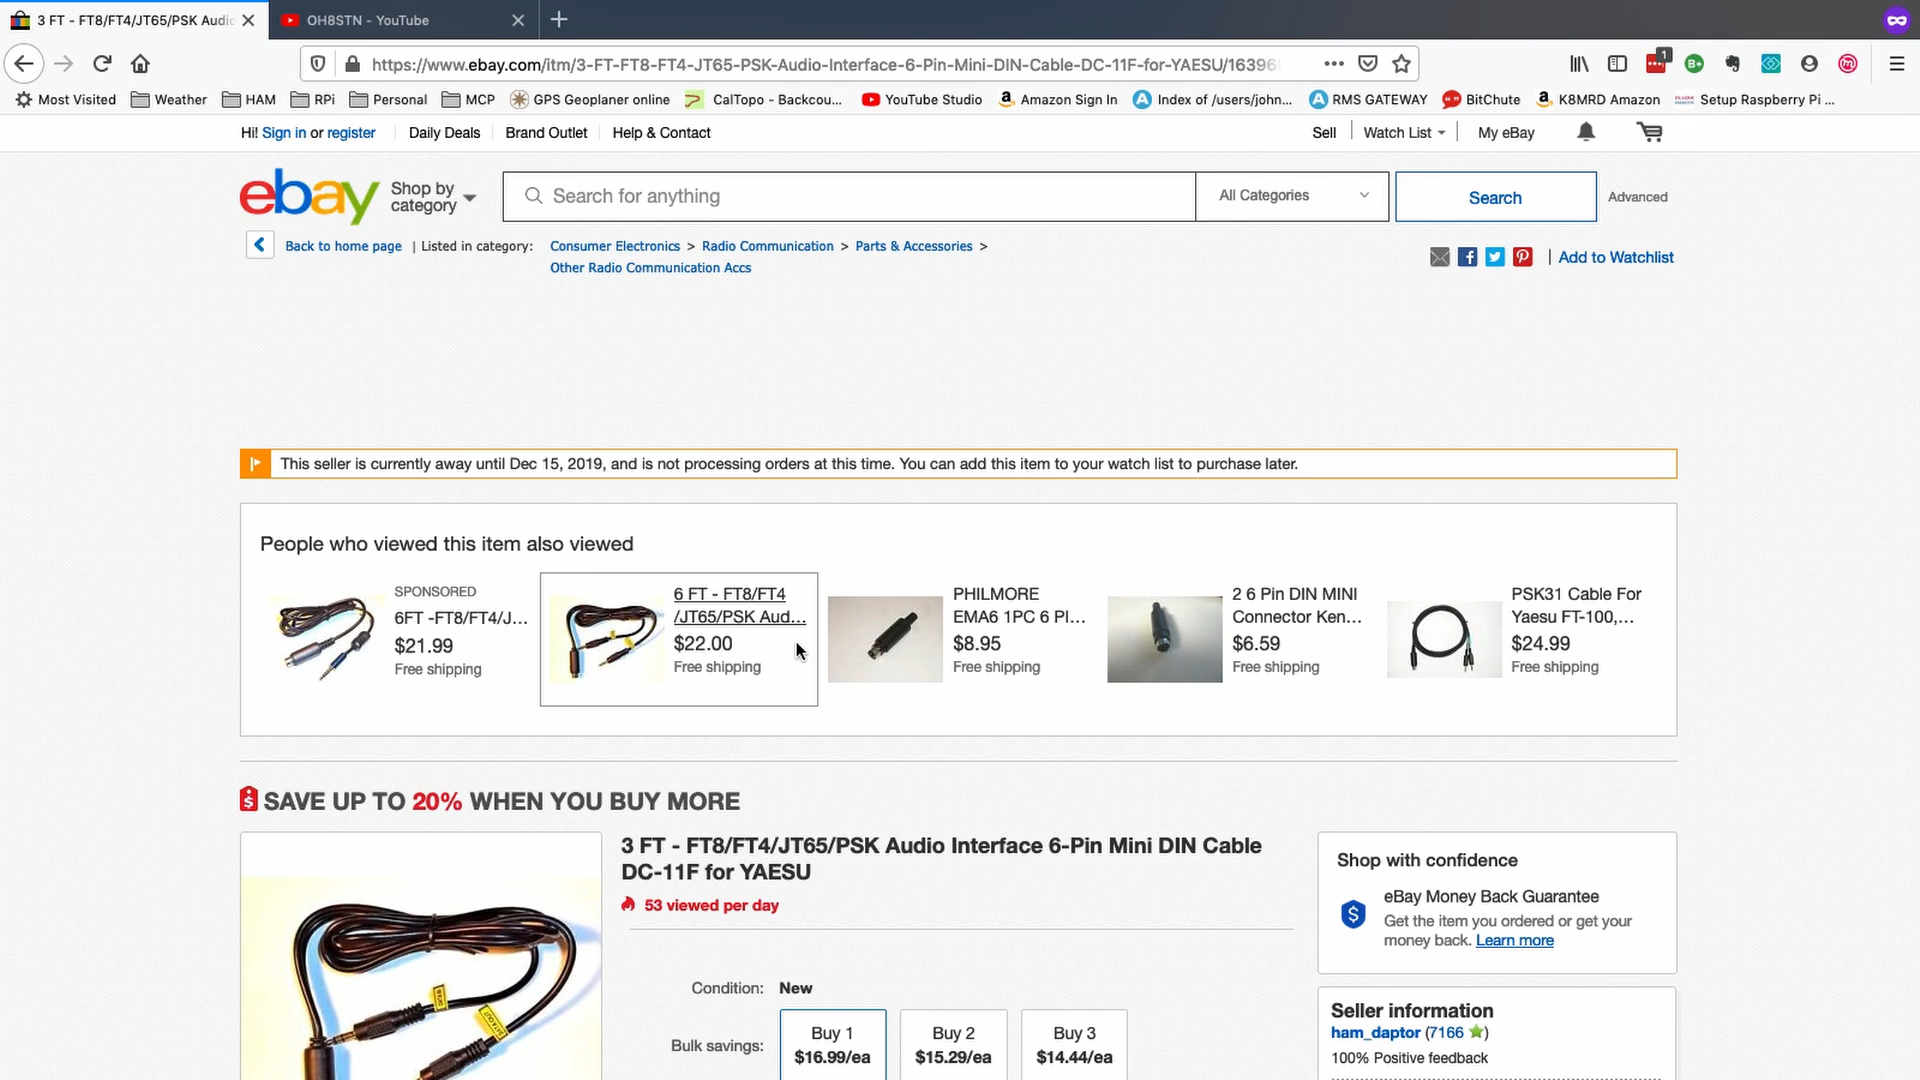 3 FT - FT8/FT4/JT65/PSK Audio
OH8STN - YouTube
https://www.ebay.com/itm/3-FT-FT8-FT4-JT65-PSK-Audio-Interface-6-Pin-Mini-DIN-Cable-DC-11F-for-YAESU/16396
1
Most Visited Weather HAM RPi Personal MCP GPS Geoplaner online CalTopo - Backcou... YouTube Studio Amazon Sign In Index of /users/john... RMS GATEWAY BitChute K8MRD Amazon Setup Raspberry Pi ...
Hi! Sign in or register Daily Deals Brand Outlet Help & Contact Sell Watch List My eBay
ebay
Shop by
category
Search for anything
All Categories
Search
Advanced
Back to home page | Listed in category: Consumer Electronics > Radio Communication > Parts & Accessories >
Other Radio Communication Accs
| Add to Watchlist
This seller is currently away until Dec 15, 2019, and is not processing orders at this time. You can add this item to your watch list to purchase later.
People who viewed this item also viewed
SPONSORED
6FT -FT8/FT4/J...
$21.99
Free shipping
6 FT - FT8/FT4
/JT65/PSK Aud...
$22.00
Free shipping
PHILMORE
EMA6 1PC 6 PI...
$8.95
Free shipping
2 6 Pin DIN MINI
Connector Ken...
$6.59
Free shipping
PSK31 Cable For
Yaesu FT-100,...
$24.99
Free shipping
SAVE UP TO 20% WHEN YOU BUY MORE
3 FT - FT8/FT4/JT65/PSK Audio Interface 6-Pin Mini DIN Cable
DC-11F for YAESU
53 viewed per day
Condition: New
Bulk savings:
Buy 1
$16.99/ea
Buy 2
$15.29/ea
Buy 3
$14.44/ea
Shop with confidence
eBay Money Back Guarantee
Get the item you ordered or get your
money back. Learn more
Seller information
ham_daptor (7166)
100% Positive feedback